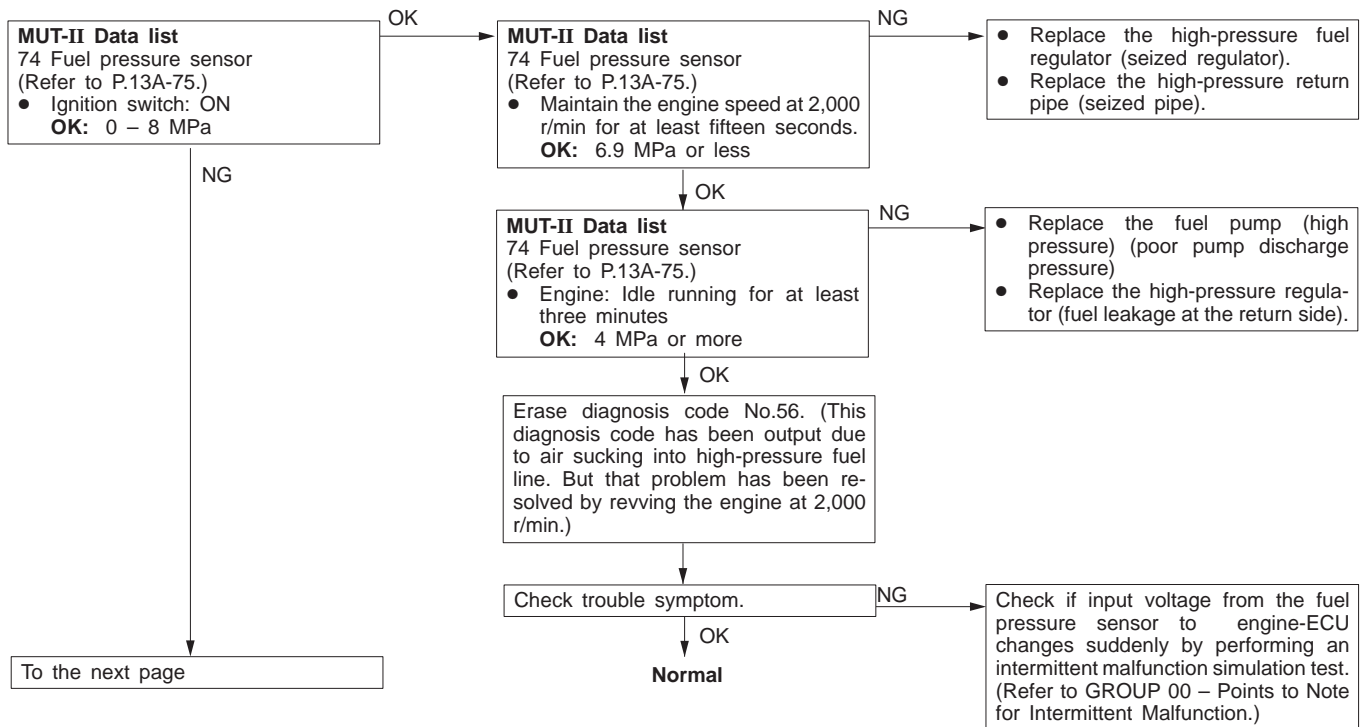 MUT-II Data list
74 Fuel pressure sensor
(Refer to P.13A-75.)
● Ignition switch: ON
OK: 0 – 8 MPa
OK
MUT-II Data list
74 Fuel pressure sensor
(Refer to P.13A-75.)
● Maintain the engine speed at 2,000
r/min for at least fifteen seconds.
OK: 6.9 MPa or less
NG
● Replace the high-pressure fuel
regulator (seized regulator).
● Replace the high-pressure return
pipe (seized pipe).
NG
OK
MUT-II Data list
74 Fuel pressure sensor
(Refer to P.13A-75.)
● Engine: Idle running for at least
three minutes
OK: 4 MPa or more
NG
● Replace the fuel pump (high
pressure) (poor pump discharge
pressure)
● Replace the high-pressure regula-
tor (fuel leakage at the return side).
OK
Erase diagnosis code No.56. (This
diagnosis code has been output due
to air sucking into high-pressure fuel
line. But that problem has been re-
solved by revving the engine at 2,000
r/min.)
Check trouble symptom.
NG
Check if input voltage from the fuel
pressure sensor to engine-ECU
changes suddenly by performing an
intermittent malfunction simulation test.
(Refer to GROUP 00 – Points to Note
for Intermittent Malfunction.)
OK
To the next page
Normal